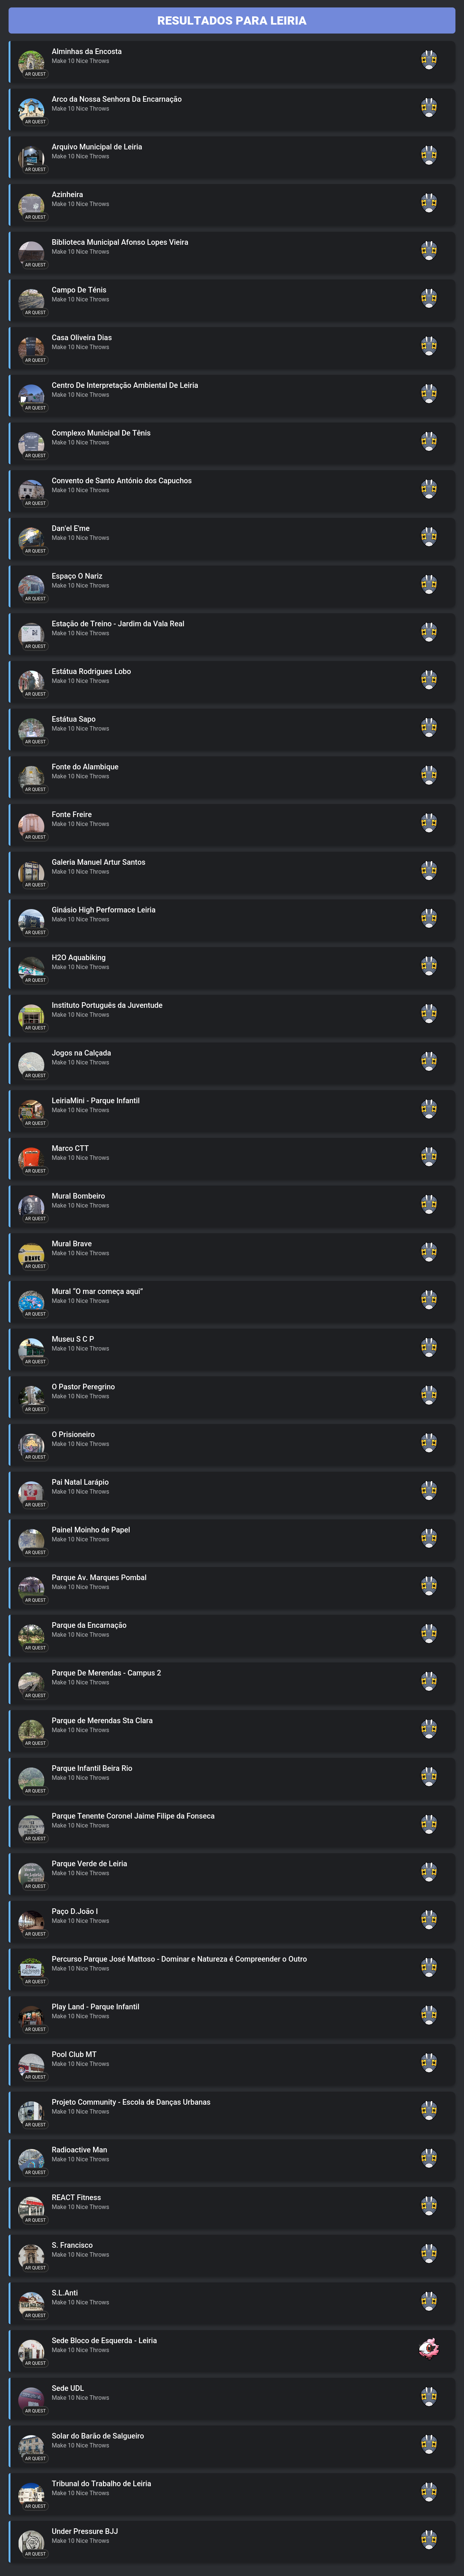 RESULTADOS PARA LEIRIA
Alminhas da Encosta
Make 10 Nice Throws
AR QUEST
Arco da Nossa Senhora Da Encarnação
Make 10 Nice Throws
AR QUEST
Arquivo Municipal de Leiria
Make 10 Nice Throws
AR QUEST
Azinheira
Make 10 Nice Throws
AR QUEST
Biblioteca Municipal Afonso Lopes Vieira
Make 10 Nice Throws
AR QUEST
Campo De Ténis
Make 10 Nice Throws
AR QUEST
Casa Oliveira Dias
Make 10 Nice Throws
AR QUEST
Centro De Interpretação Ambiental De Leiria
Make 10 Nice Throws
AR QUEST
Complexo Municipal De Tênis
Make 10 Nice Throws
AR QUEST
Convento de Santo António dos Capuchos
Make 10 Nice Throws
AR QUEST
Dan'el E'me
Make 10 Nice Throws
AR QUEST
Espaço O Nariz
Make 10 Nice Throws
AR QUEST
Estação de Treino - Jardim da Vala Real
Make 10 Nice Throws
AR QUEST
Estátua Rodrigues Lobo
Make 10 Nice Throws
AR QUEST
Estátua Sapo
Make 10 Nice Throws
AR QUEST
Fonte do Alambique
Make 10 Nice Throws
AR QUEST
Fonte Freire
Make 10 Nice Throws
AR QUEST
Galeria Manuel Artur Santos
Make 10 Nice Throws
AR QUEST
Ginásio High Performace Leiria
Make 10 Nice Throws
AR QUEST
H2O Aquabiking
Make 10 Nice Throws
AR QUEST
Instituto Português da Juventude
Make 10 Nice Throws
AR QUEST
Jogos na Calçada
Make 10 Nice Throws
AR QUEST
LeiriaMini - Parque Infantil
Make 10 Nice Throws
AR QUEST
Marco CTT
Make 10 Nice Throws
AR QUEST
Mural Bombeiro
Make 10 Nice Throws
AR QUEST
Mural Brave
Make 10 Nice Throws
AR QUEST
Mural "O mar começa aqui"
Make 10 Nice Throws
AR QUEST
Museu S C P
Make 10 Nice Throws
AR QUEST
O Pastor Peregrino
Make 10 Nice Throws
AR QUEST
O Prisioneiro
Make 10 Nice Throws
AR QUEST
Pai Natal Larápio
Make 10 Nice Throws
AR QUEST
Painel Moinho de Papel
Make 10 Nice Throws
AR QUEST
Parque Av. Marques Pombal
Make 10 Nice Throws
AR QUEST
Parque da Encarnação
Make 10 Nice Throws
AR QUEST
Parque De Merendas - Campus 2
Make 10 Nice Throws
AR QUEST
Parque de Merendas Sta Clara
Make 10 Nice Throws
AR QUEST
Parque Infantil Beira Rio
Make 10 Nice Throws
AR QUEST
Parque Tenente Coronel Jaime Filipe da Fonseca
Make 10 Nice Throws
AR QUEST
Parque Verde de Leiria
Make 10 Nice Throws
AR QUEST
Paço D.João I
Make 10 Nice Throws
AR QUEST
Percurso Parque José Mattoso - Dominar e Natureza é Compreender o Outro
Make 10 Nice Throws
AR QUEST
Play Land - Parque Infantil
Make 10 Nice Throws
AR QUEST
Pool Club MT
Make 10 Nice Throws
AR QUEST
Projeto Community - Escola de Danças Urbanas
Make 10 Nice Throws
AR QUEST
Radioactive Man
Make 10 Nice Throws
AR QUEST
REACT Fitness
Make 10 Nice Throws
AR QUEST
S. Francisco
Make 10 Nice Throws
AR QUEST
S.L.Anti
Make 10 Nice Throws
AR QUEST
Sede Bloco de Esquerda - Leiria
Make 10 Nice Throws
AR QUEST
Sede UDL
Make 10 Nice Throws
AR QUEST
Solar do Barão de Salgueiro
Make 10 Nice Throws
AR QUEST
Tribunal do Trabalho de Leiria
Make 10 Nice Throws
AR QUEST
Under Pressure BJJ
Make 10 Nice Throws
AR QUEST